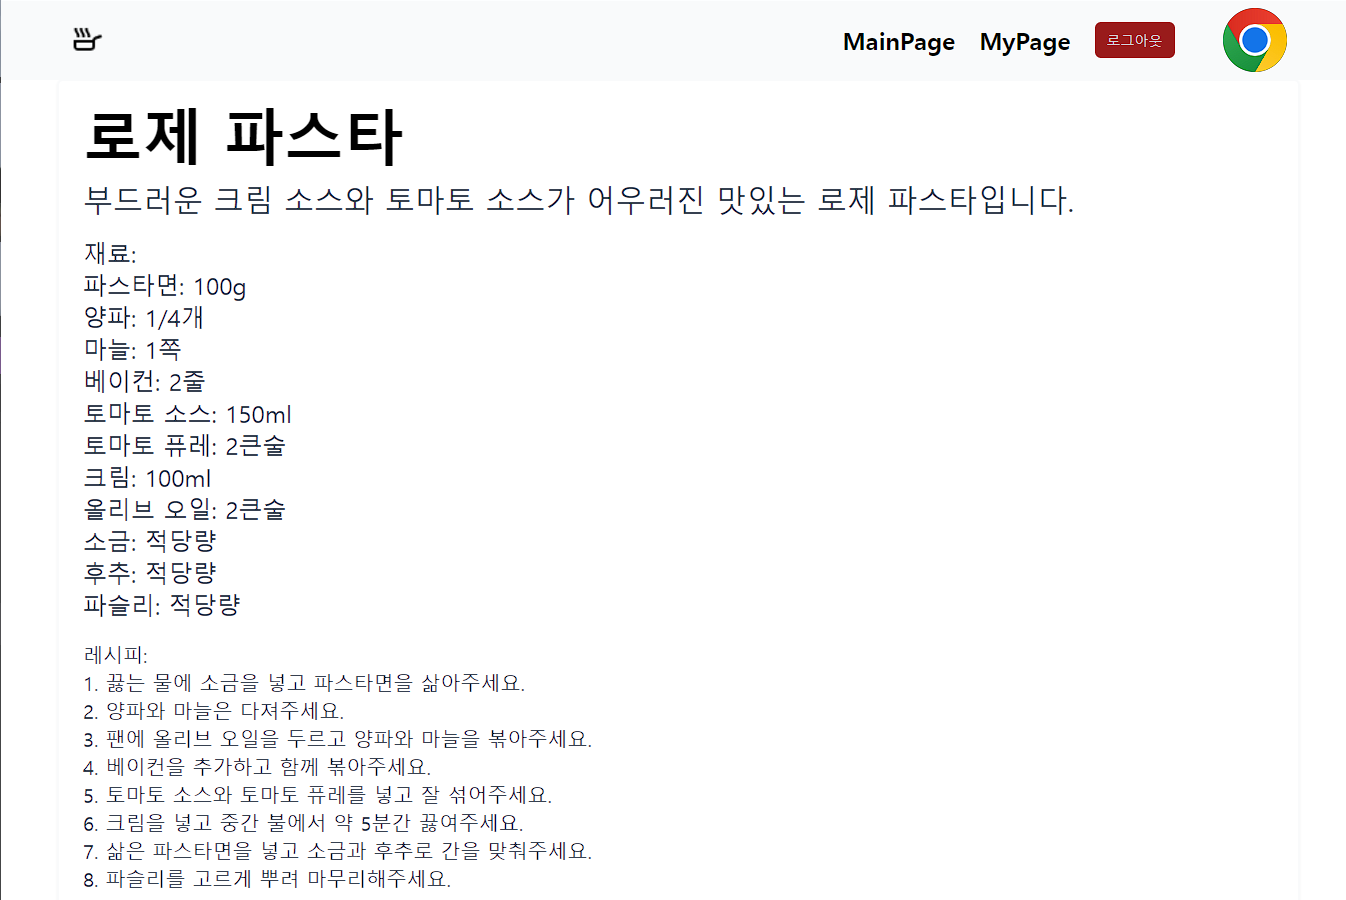 MainPage MyPage 로그아웃
로제 파스타
부드러운 크림 소스와 토마토 소스가 어우러진 맛있는 로제 파스타입니다.
재료:
파스타면: 100g
양파: 1/4개
마늘: 1쪽
베이컨: 2줄
토마토 소스: 150ml
토마토 퓨레: 2큰술
크림: 100ml
올리브 오일: 2큰술
소금: 적당량
후추: 적당량
파슬리: 적당량
레시피:
1. 끓는 물에 소금을 넣고 파스타면을 삶아주세요.
2. 양파와 마늘은 다져주세요.
3. 팬에 올리브 오일을 두르고 양파와 마늘을 볶아주세요.
4. 베이컨을 추가하고 함께 볶아주세요.
5. 토마토 소스와 토마토 퓨레를 넣고 잘 섞어주세요.
6. 크림을 넣고 중간 불에서 약 5분간 끓여주세요.
7. 삶은 파스타면을 넣고 소금과 후추로 간을 맞춰주세요.
8. 파슬리를 고르게 뿌려 마무리해주세요.